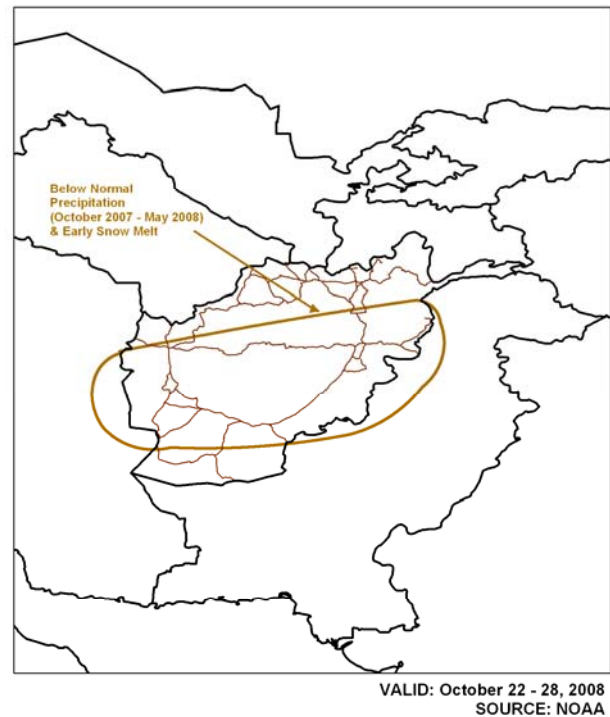 Below Normal
Precipitation
(October 2007 - May 2008)
& Early Snow Melt
VALID: October 22 - 28, 2008
SOURCE: NOAA